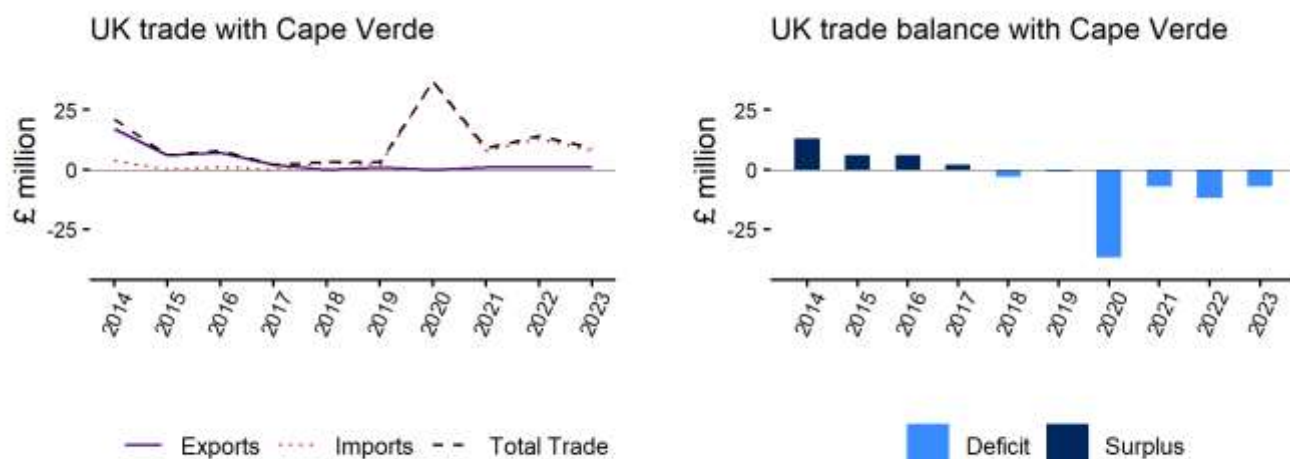 UK trade with Cape Verde
£ million
25
0
-25
2014 2015 2016 2017 2018 2019 2020 2021 2022 2023
Exports Imports Total Trade
UK trade balance with Cape Verde
£ million
25
0
-25
2014 2015 2016 2017 2018 2019 2020 2021 2022 2023
Deficit Surplus